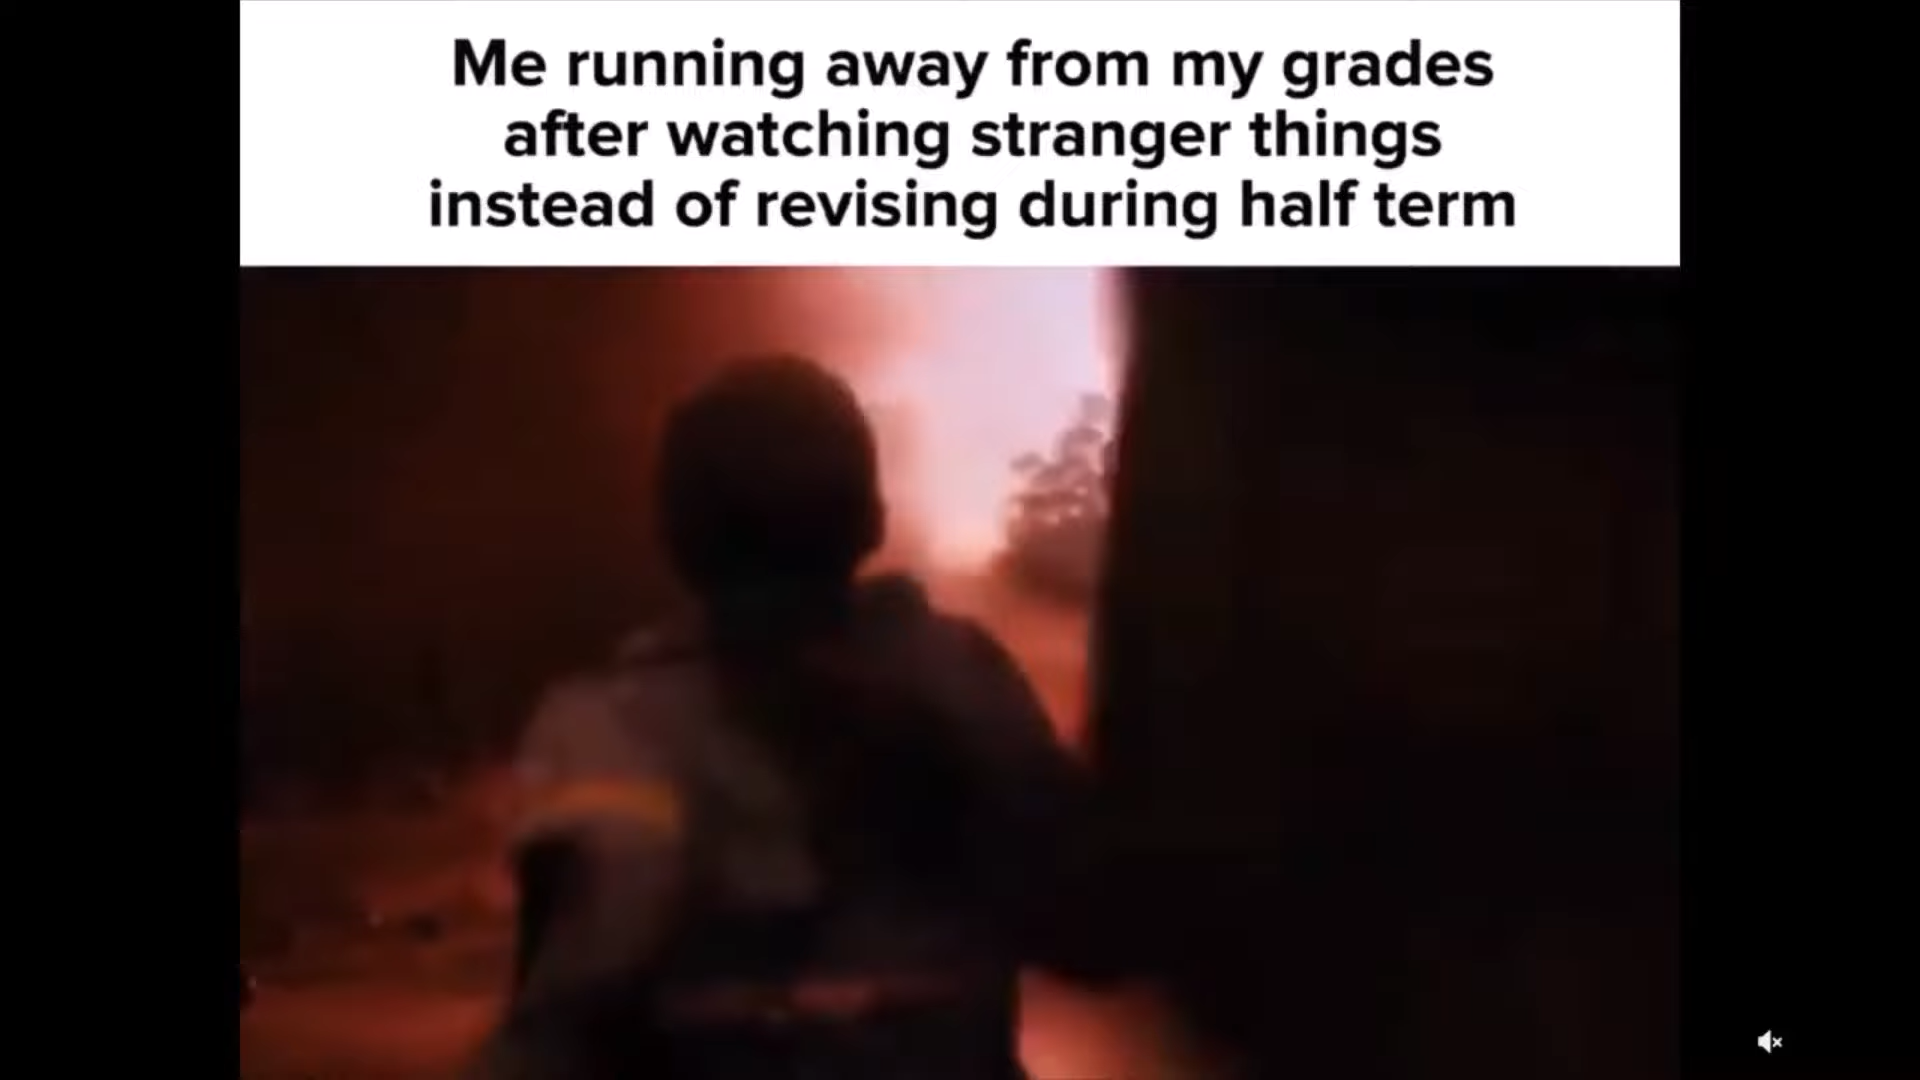 Me running away from my grades
after watching stranger things
instead of revising during half term